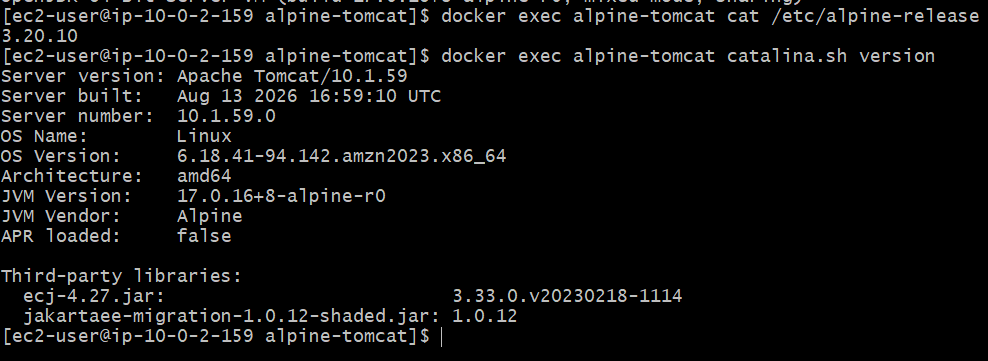 [ec2-user@ip-10-0-2-159 alpine-tomcat]$ docker exec alpine-tomcat cat /etc/alpine-release
3.20.10
[ec2-user@ip-10-0-2-159 alpine-tomcat]$ docker exec alpine-tomcat catalina.sh version
Server version: Apache Tomcat/10.1.59
Server built:   Aug 13 2026 16:59:10 UTC
Server number:  10.1.59.0
OS Name:        Linux
OS Version:     6.18.41-94.142.amzn2023.x86_64
Architecture:   amd64
JVM Version:    17.0.16+8-alpine-r0
JVM Vendor:     Alpine
APR loaded:     false
Third-party libraries:
  ecj-4.27.jar:                          3.33.0.v20230218-1114
  jakartaee-migration-1.0.12-shaded.jar: 1.0.12
[ec2-user@ip-10-0-2-159 alpine-tomcat]$